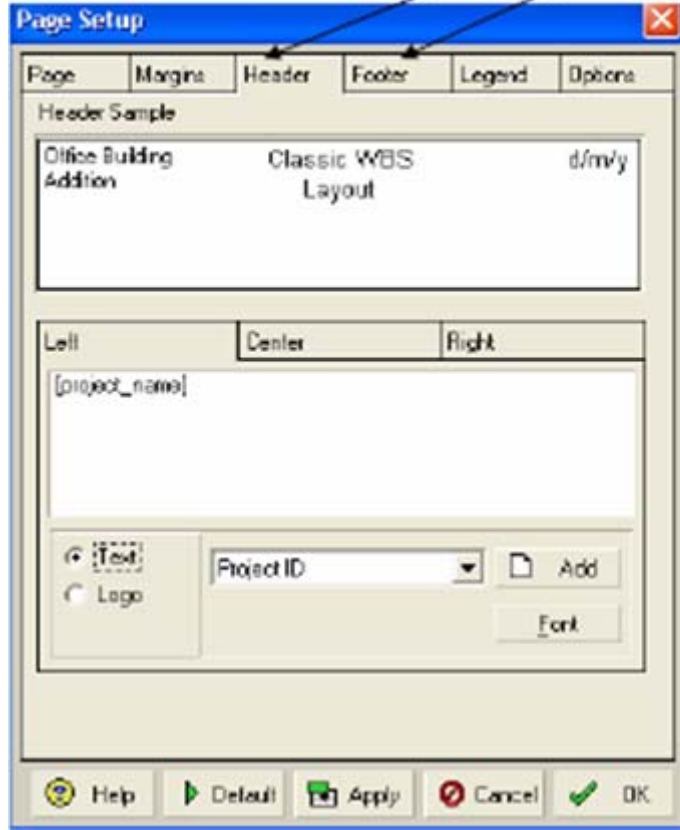 Page Setup
Page Margins Header Footer Legend Options
Header Sample
Office Building Classic WBS d/m/y
Addition Layout
Left Center Right
[project_name]
Text
Project ID Add
Logo
Font
Help Default Apply Cancel OK